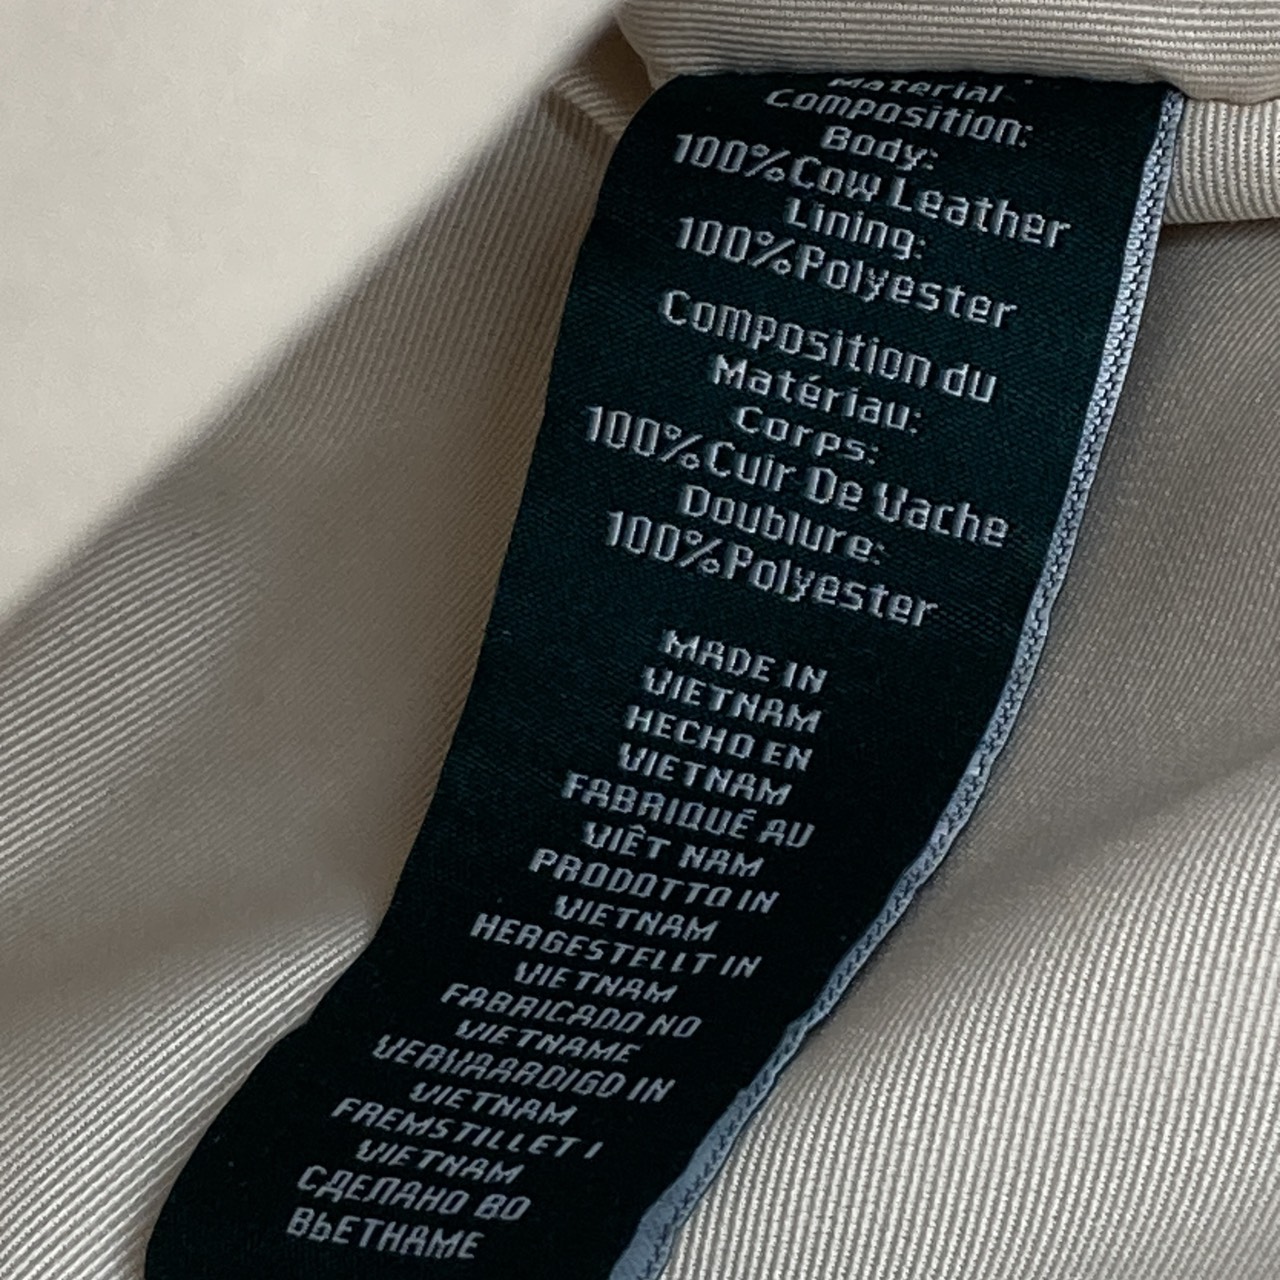 Material
Composition:
Body:
100%Cow Leather
Lining:
100%Polyester
Composition du
Matériau:
Corps:
100%Cuir De Vache
Doublure:
100%Polyester
MADE IN
VIETNAM
HECHO EN
VIETNAM
FABRIQUÉ AU
VIÊT NAM
PRODOTTO IN
VIETNAM
HERGESTELLT IN
VIETNAM
FABRICADO NO
VIETNAME
VERVAARDIGD IN
VIETNAM
FREMSTILLET I
VIETNAM
СДЕЛАНО ВО
ВЬЕТНАМЕ